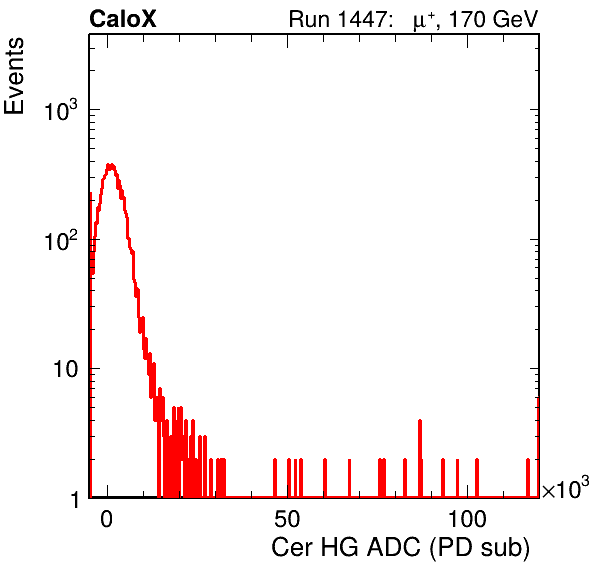 CaloX Run 1447: μ⁺, 170 GeV
Events
10³
10²
10
1
0 50 100 ×10³
Cer HG ADC (PD sub)